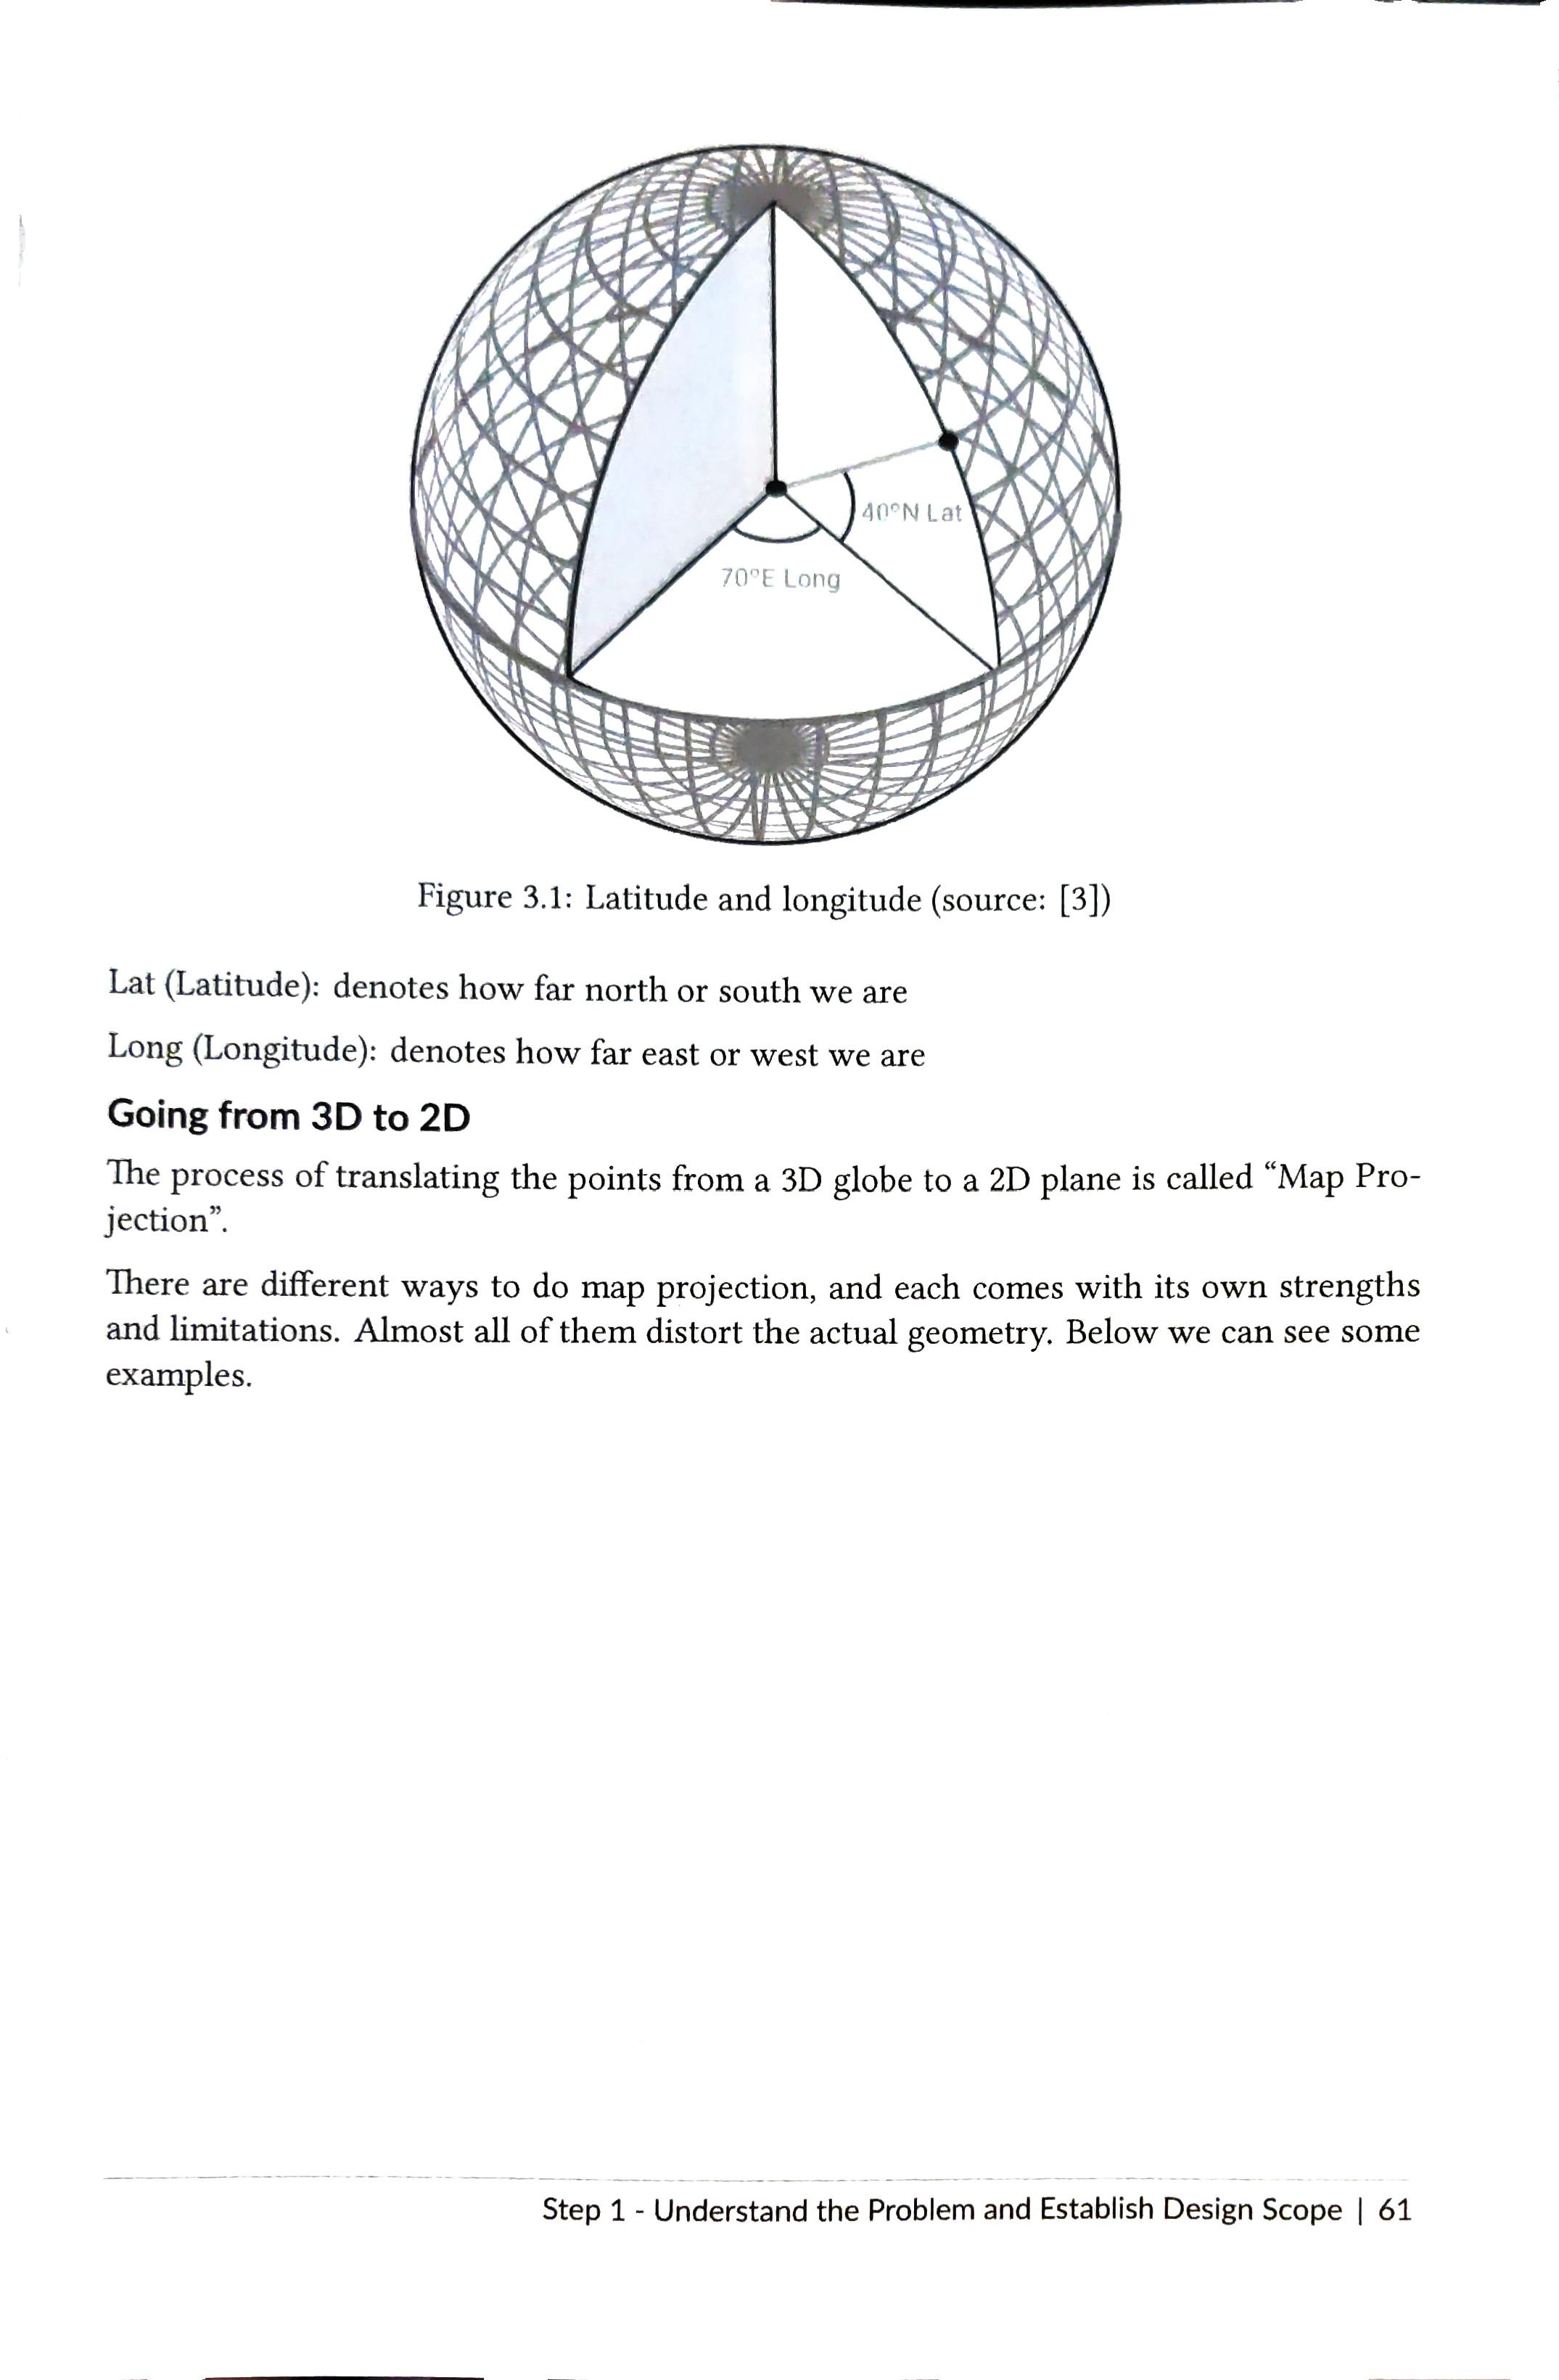 40°N Lat
70°E Long
Figure 3.1: Latitude and longitude (source: [3])
Lat (Latitude): denotes how far north or south we are
Long (Longitude): denotes how far east or west we are
Going from 3D to 2D
The process of translating the points from a 3D globe to a 2D plane is called “Map Pro-
jection”.
There are different ways to do map projection, and each comes with its own strengths
and limitations. Almost all of them distort the actual geometry. Below we can see some
examples.
Step 1 - Understand the Problem and Establish Design Scope | 61